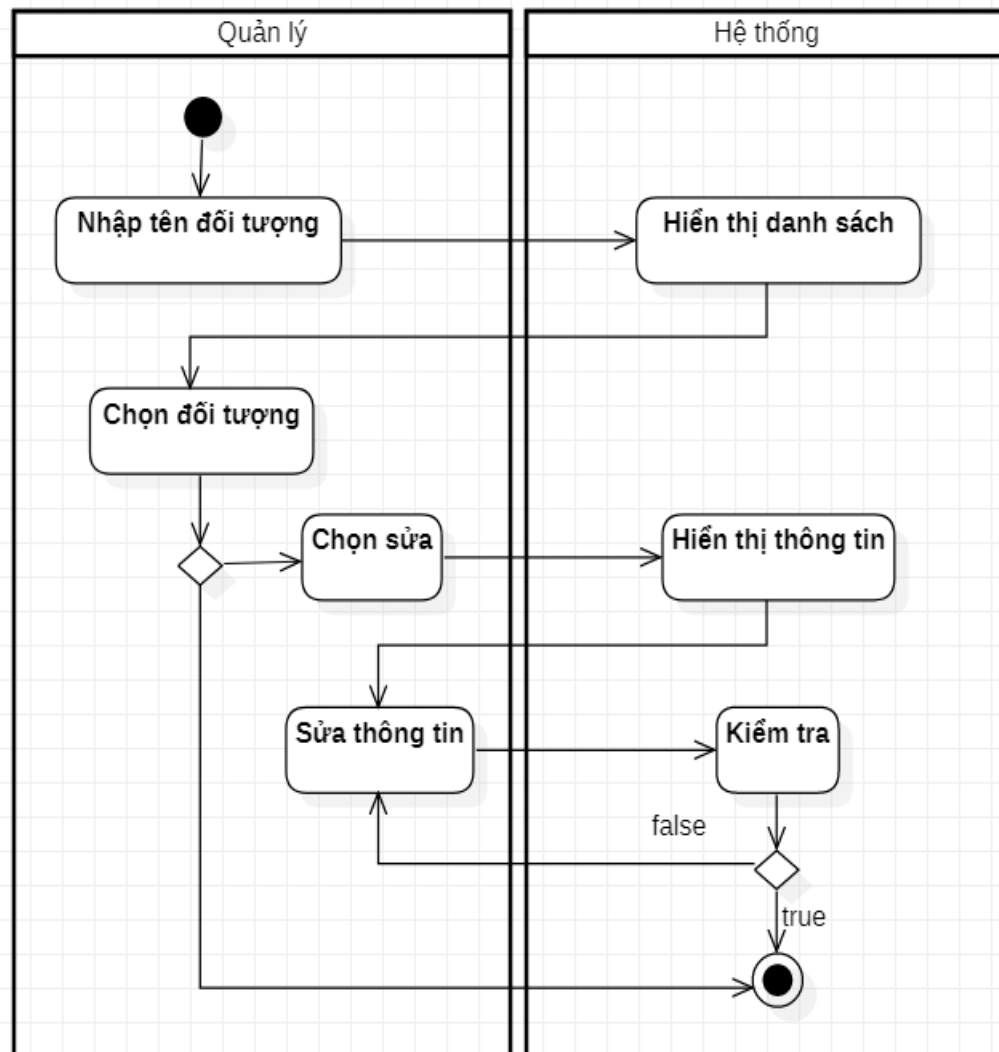 Quản lý
Hệ thống
Nhập tên đối tượng
Hiển thị danh sách
Chọn đối tượng
Chọn sửa
Hiển thị thông tin
Sửa thông tin
Kiểm tra
false
true